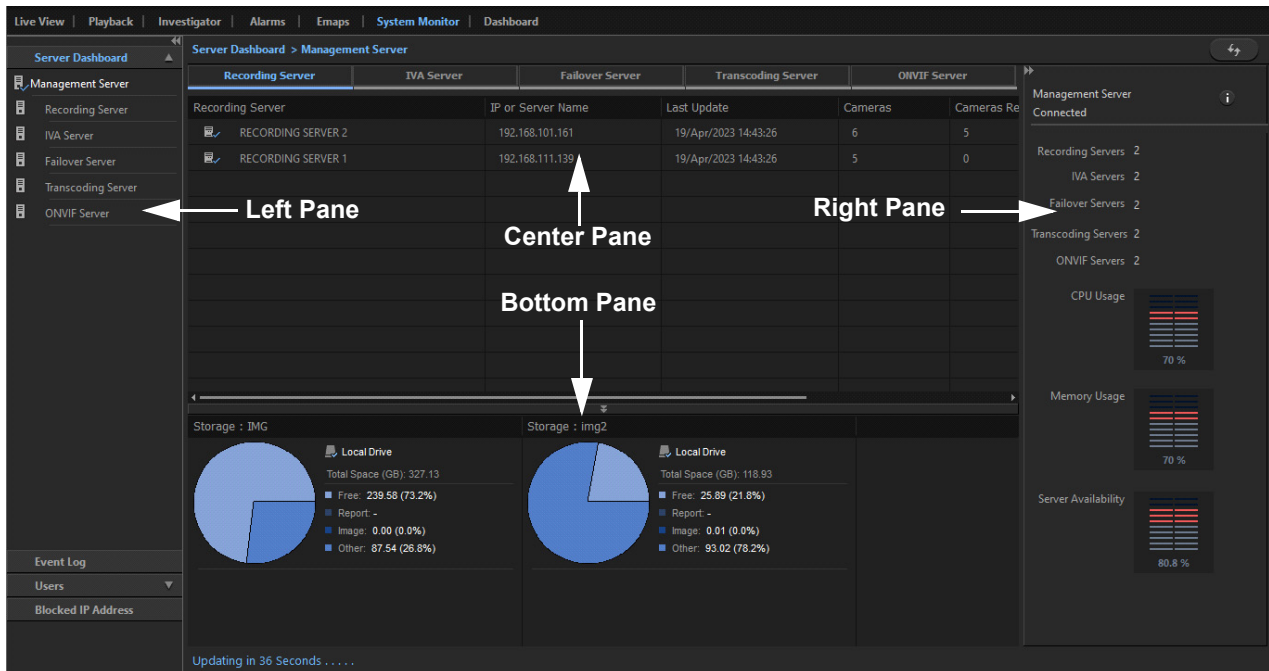 Live View | Playback | Investigator | Alarms | Emaps | System Monitor | Dashboard
Server Dashboard
Management Server
Recording Server
IVA Server
Failover Server
Transcoding Server
ONVIF Server
Event Log
Users
Blocked IP Address
Left Pane
Server Dashboard > Management Server
Recording Server IVA Server Failover Server Transcoding Server ONVIF Server
Recording Server IP or Server Name Last Update Cameras Cameras Re
RECORDING SERVER 2 192.168.101.161 19/Apr/2023 14:43:26 6 5
RECORDING SERVER 1 192.168.111.139 19/Apr/2023 14:43:26 5 0
Center Pane
Bottom Pane
Storage : IMG
Local Drive
Total Space (GB): 327.13
Free: 239.58 (73.2%)
Report: -
Image: 0.00 (0.0%)
Other: 87.54 (26.8%)
Storage : img2
Local Drive
Total Space (GB): 118.93
Free: 25.89 (21.8%)
Report: -
Image: 0.01 (0.0%)
Other: 93.02 (78.2%)
Updating in 36 Seconds . . . . .
Right Pane
Management Server
Connected
i
Recording Servers 2
IVA Servers 2
Failover Servers 2
Transcoding Servers 2
ONVIF Servers 2
CPU Usage
70 %
Memory Usage
70 %
Server Availability
80.8 %